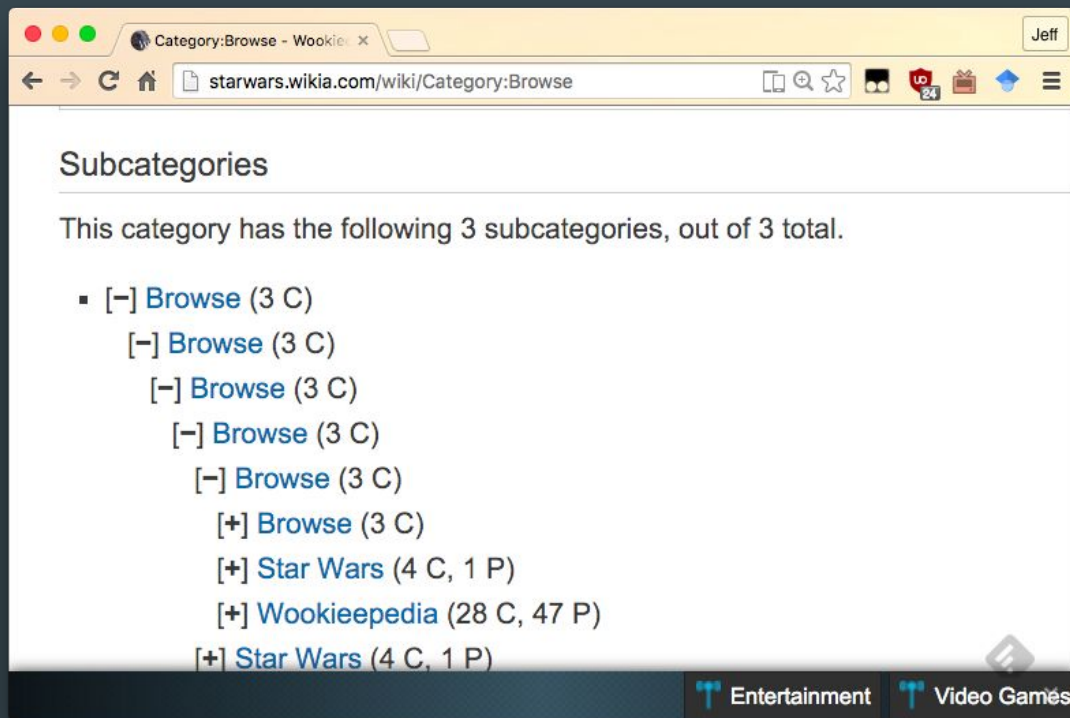 Category:Browse - Wookie
Jeff
starwars.wikia.com/wiki/Category:Browse
24
Subcategories
This category has the following 3 subcategories, out of 3 total.
[−] Browse (3 C)
[−] Browse (3 C)
[−] Browse (3 C)
[−] Browse (3 C)
[−] Browse (3 C)
[+] Browse (3 C)
[+] Star Wars (4 C, 1 P)
[+] Wookieepedia (28 C, 47 P)
[+] Star Wars (4 C, 1 P)
Entertainment Video Games